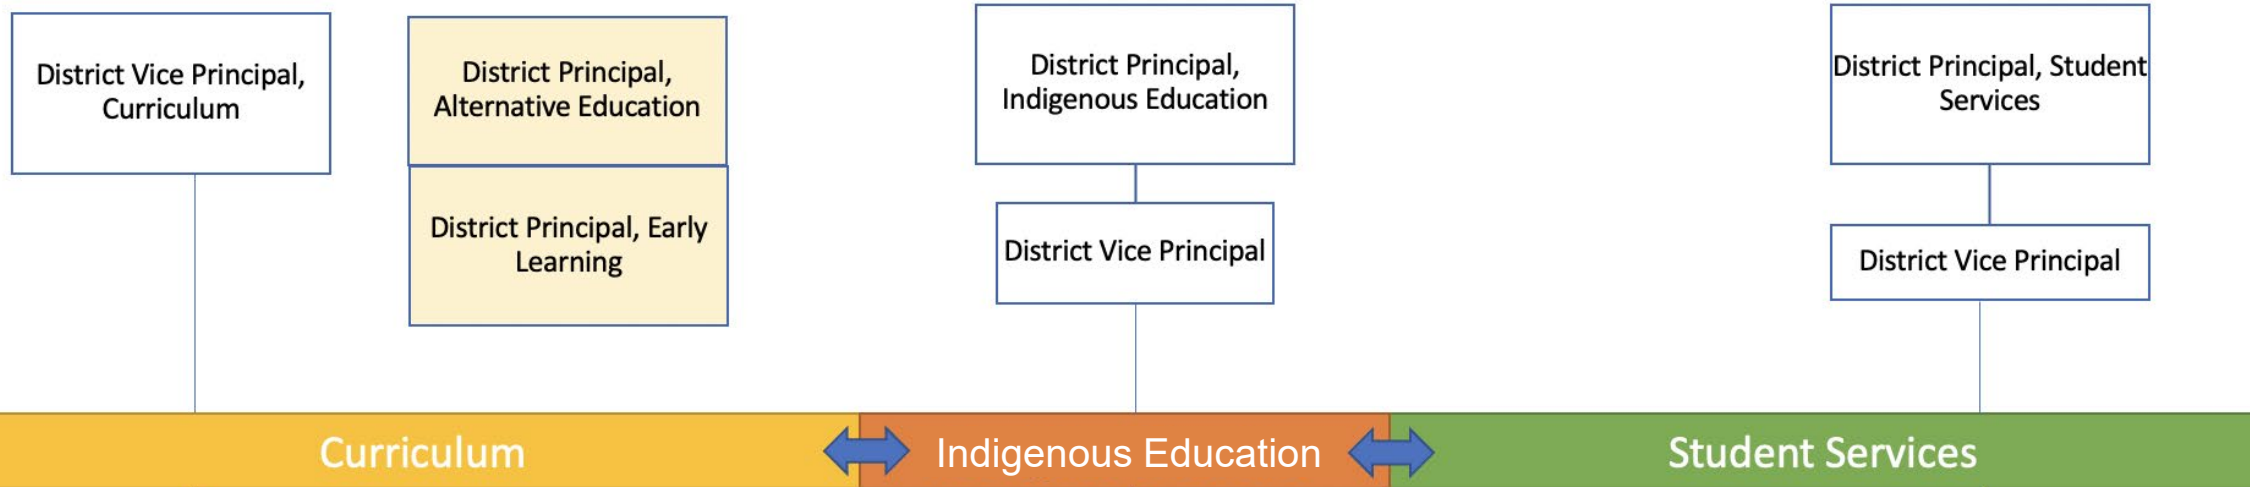 District Vice Principal,
Curriculum
District Principal,
Alternative Education
District Principal, Early
Learning
District Principal,
Indigenous Education
District Vice Principal
District Principal, Student
Services
District Vice Principal
Curriculum
Indigenous Education
Student Services